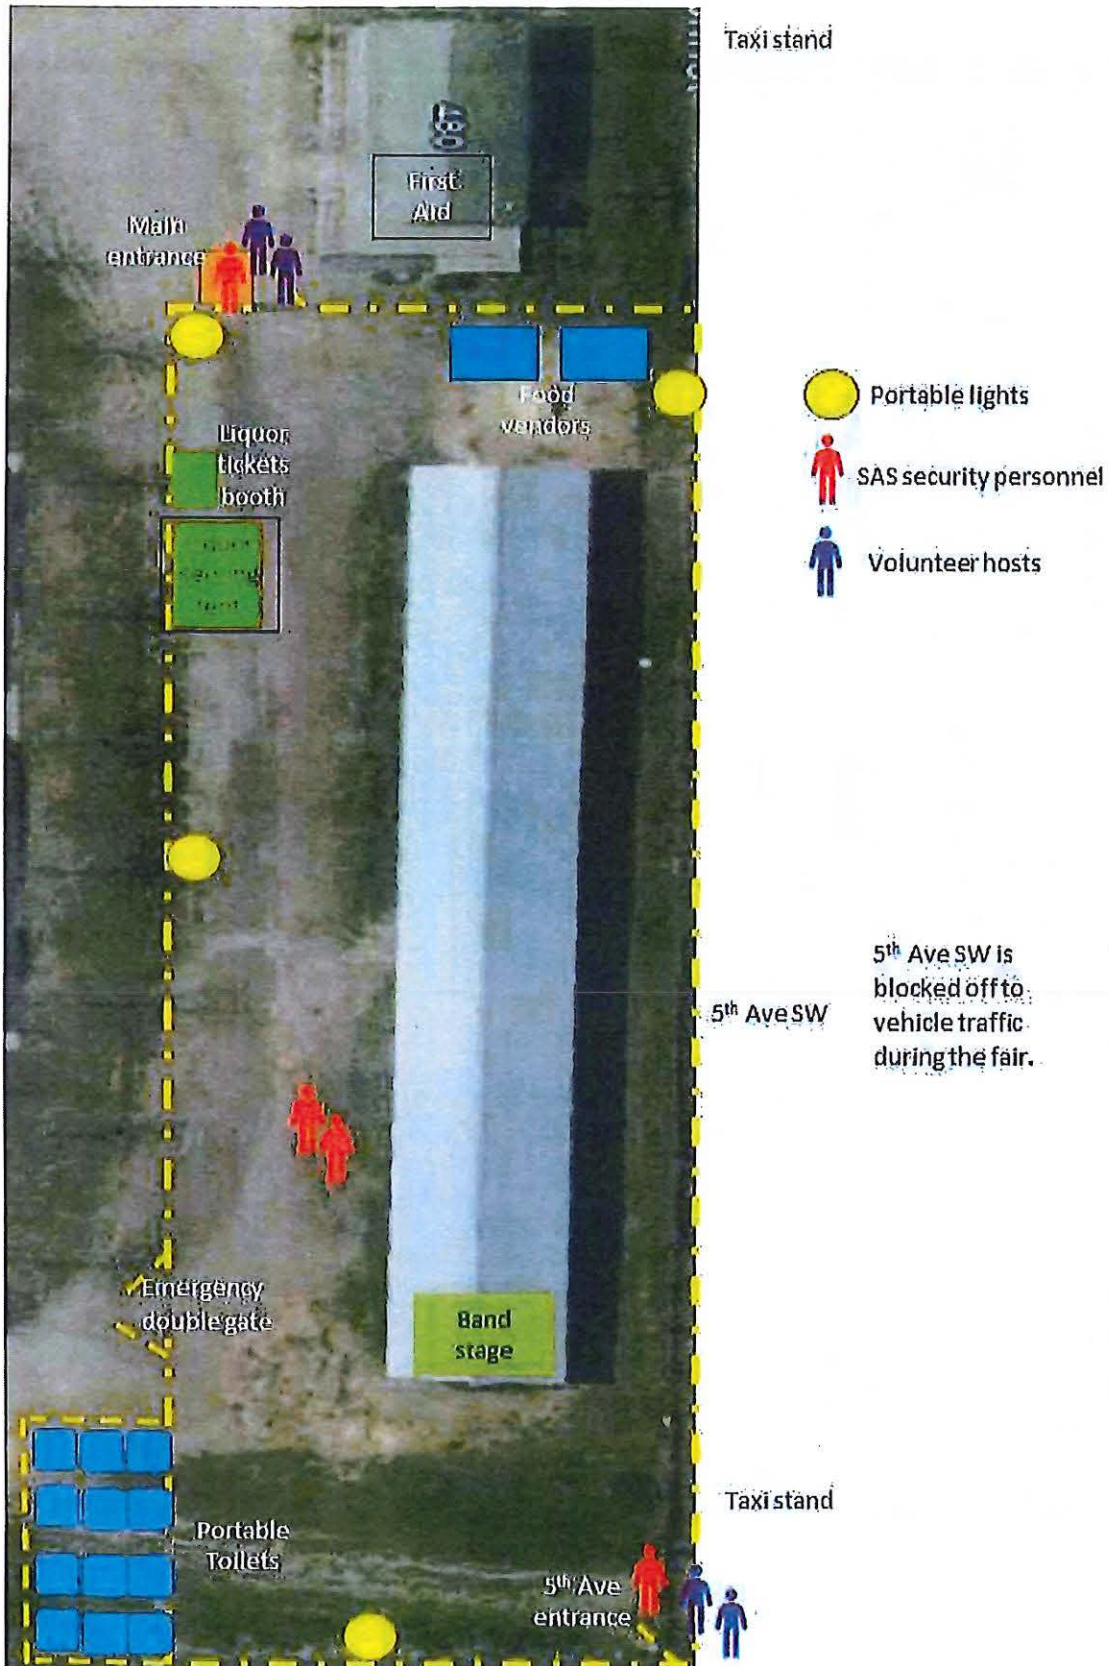 Taxi stand
First
Aid
Main
entrance
Food
vendors
Liquor
tickets
booth
serving
tent
Portable lights
SAS security personnel
Volunteer hosts
5th Ave SW
5th Ave SW is
blocked off to
vehicle traffic
during the fair.
Emergency
double gate
Band
stage
Taxi stand
Portable
Toilets
5th Ave
entrance